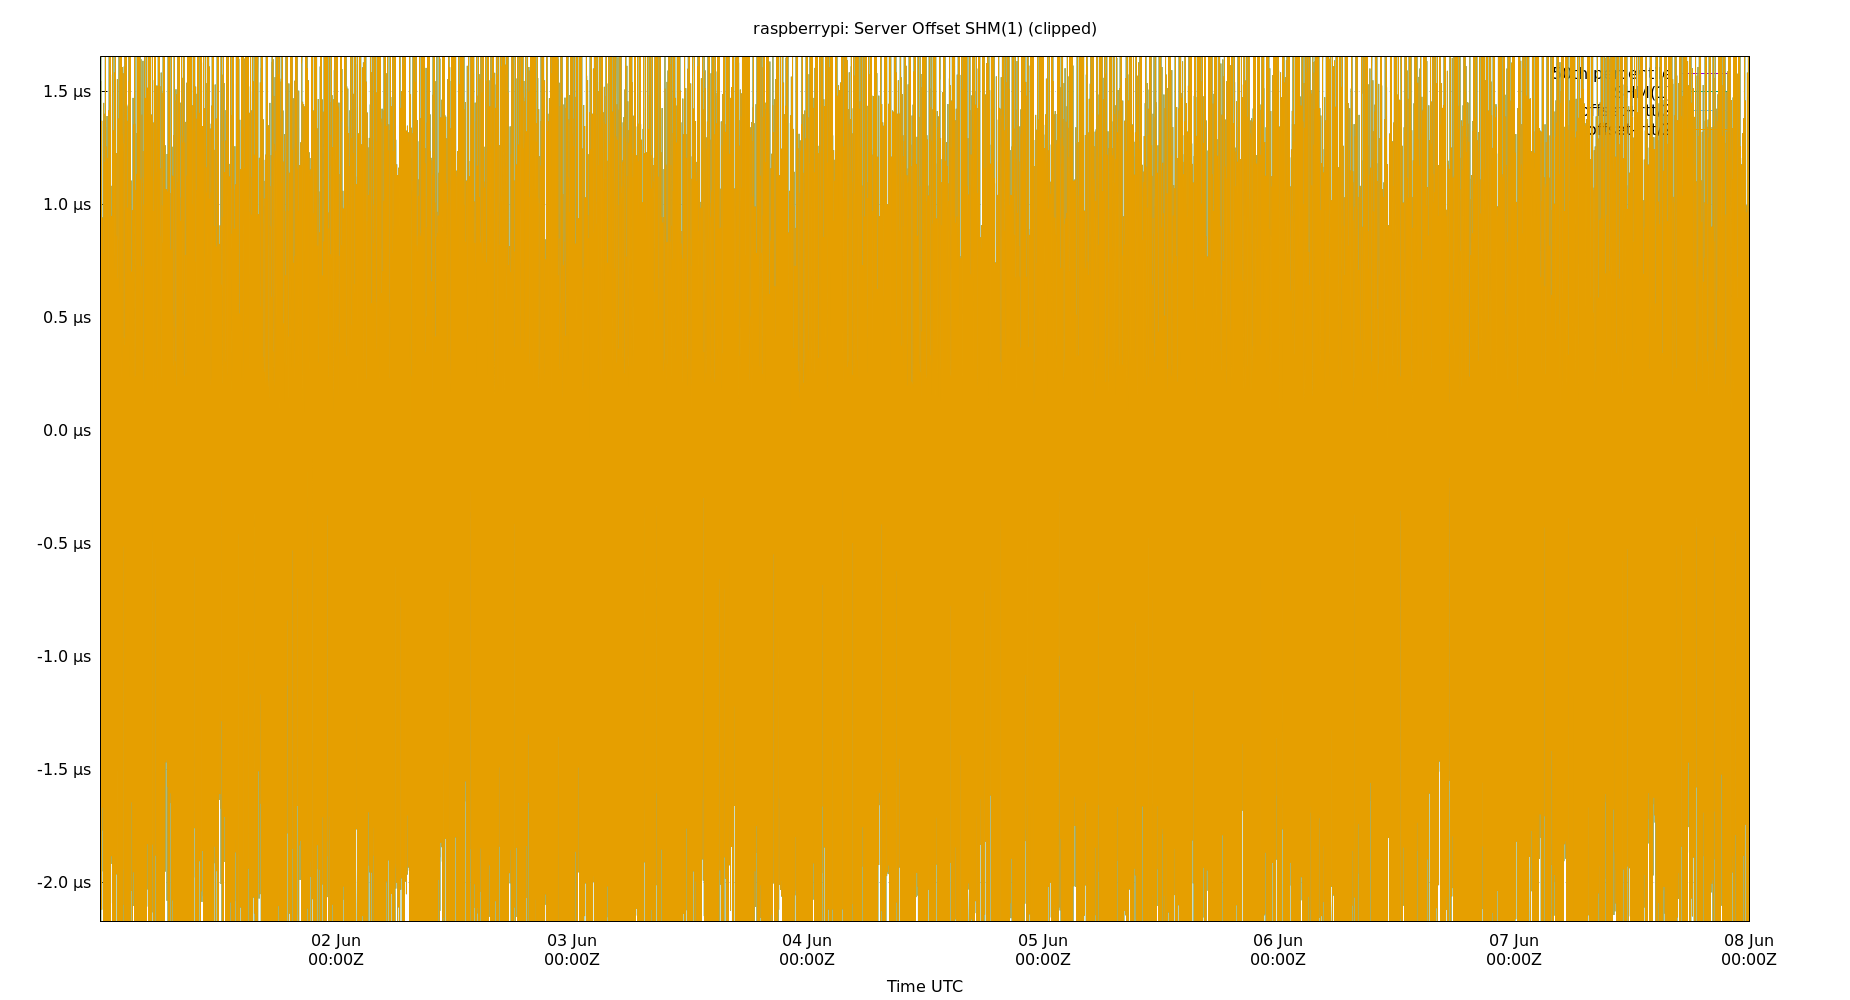 raspberrypi: Server Offset SHM(1) (clipped)
1.5 µs
1.0 µs
0.5 µs
0.0 µs
-0.5 µs
-1.0 µs
-1.5 µs
-2.0 µs
02 Jun 03 Jun 04 Jun 05 Jun 06 Jun 07 Jun 08 Jun
00:00Z 00:00Z 00:00Z 00:00Z 00:00Z 00:00Z 00:00Z
Time UTC